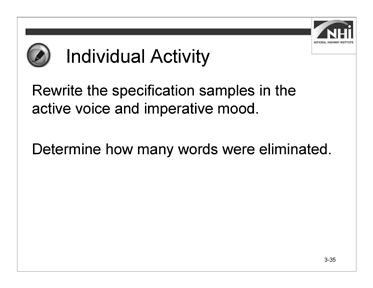 NHI
NATIONAL HIGHWAY INSTITUTE
Individual Activity
Rewrite the specification samples in the
active voice and imperative mood.
Determine how many words were eliminated.
3-35